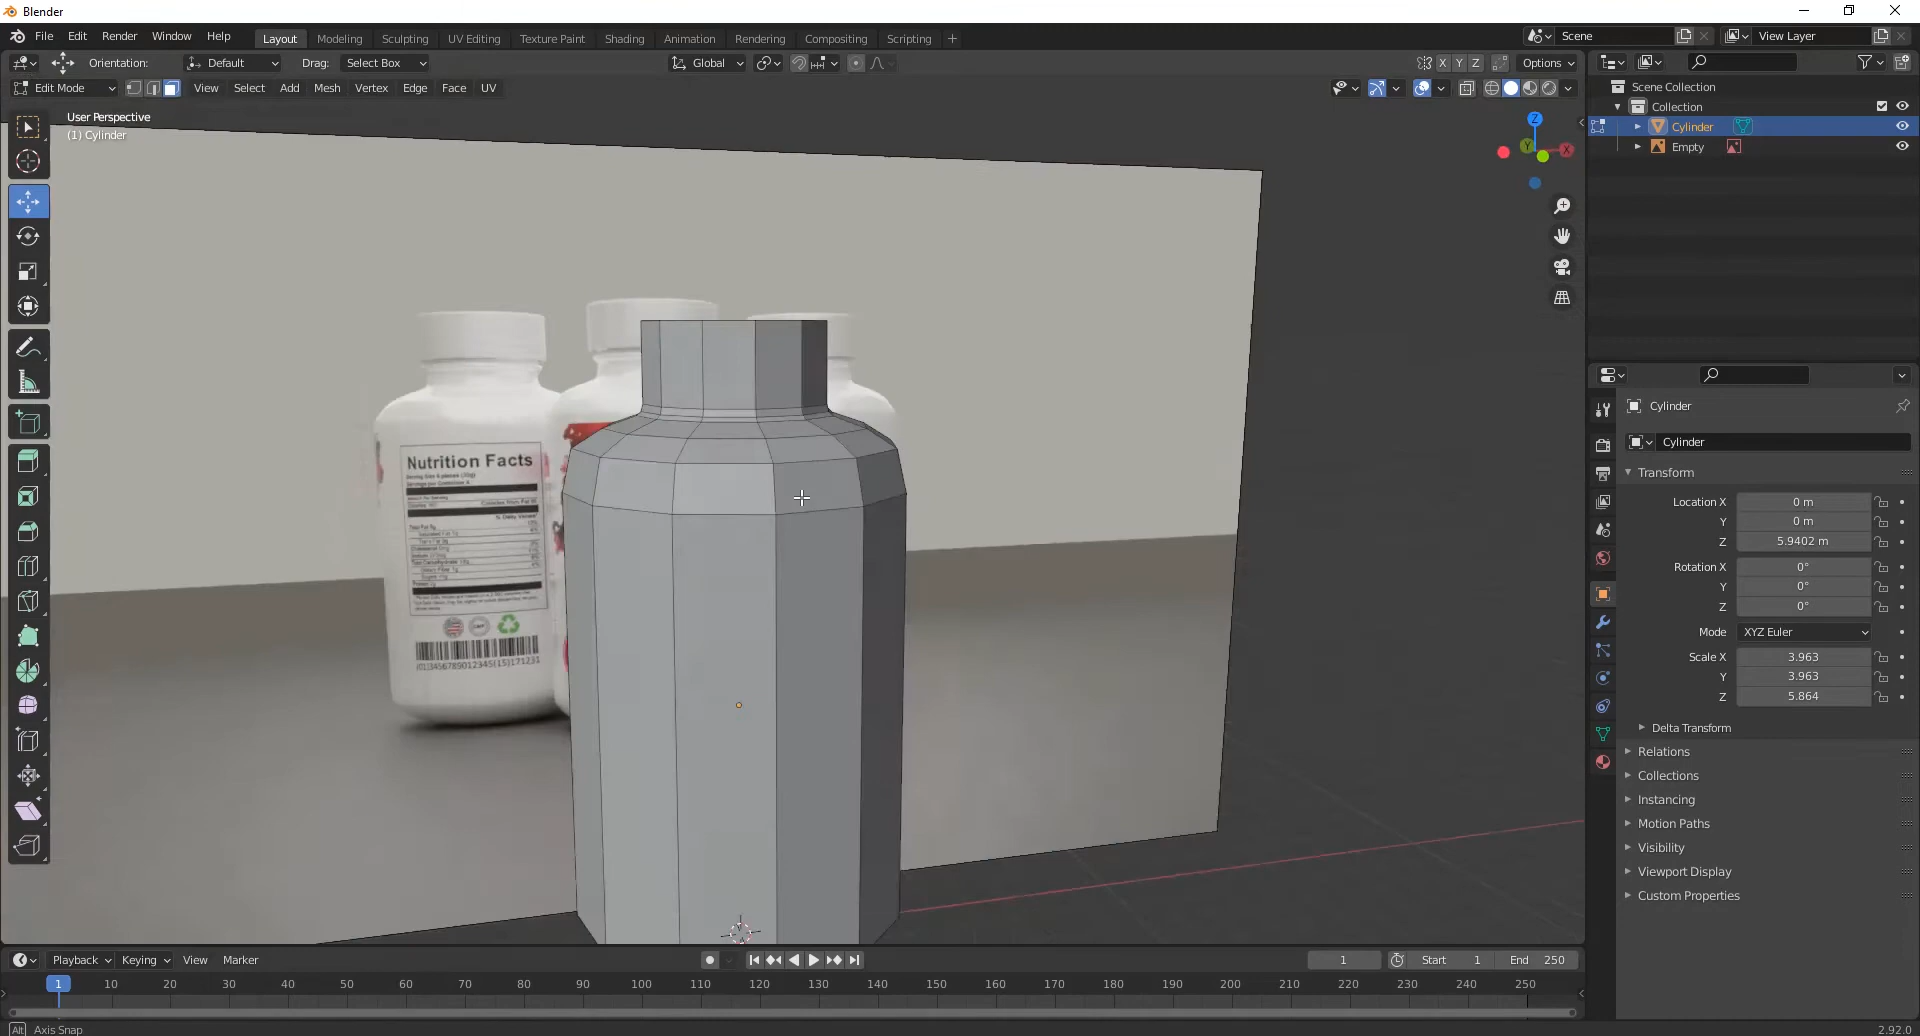 Blender
File Edit Render Window Help Layout Modeling Sculpting UV Editing Texture Paint Shading Animation Rendering Compositing Scripting + Scene View Layer
Orientation: Default Drag: Select Box Global X Y Z Options
Edit Mode View Select Add Mesh Vertex Edge Face UV
User Perspective
(1) Cylinder
Z
Y
X
Nutrition Facts
(01)3456789012345(15)171231
Scene Collection
Collection
Cylinder
Empty
Cylinder
Cylinder
Transform
Location X 0 m
Y 0 m
Z 5.9402 m
Rotation X 0°
Y 0°
Z 0°
Mode XYZ Euler
Scale X 3.963
Y 3.963
Z 5.864
Delta Transform
Relations
Collections
Instancing
Motion Paths
Visibility
Viewport Display
Custom Properties
Playback Keying View Marker 1 Start 1 End 250
1 10 20 30 40 50 60 70 80 90 100 110 120 130 140 150 160 170 180 190 200 210 220 230 240 250
Alt Axis Snap 2.92.0